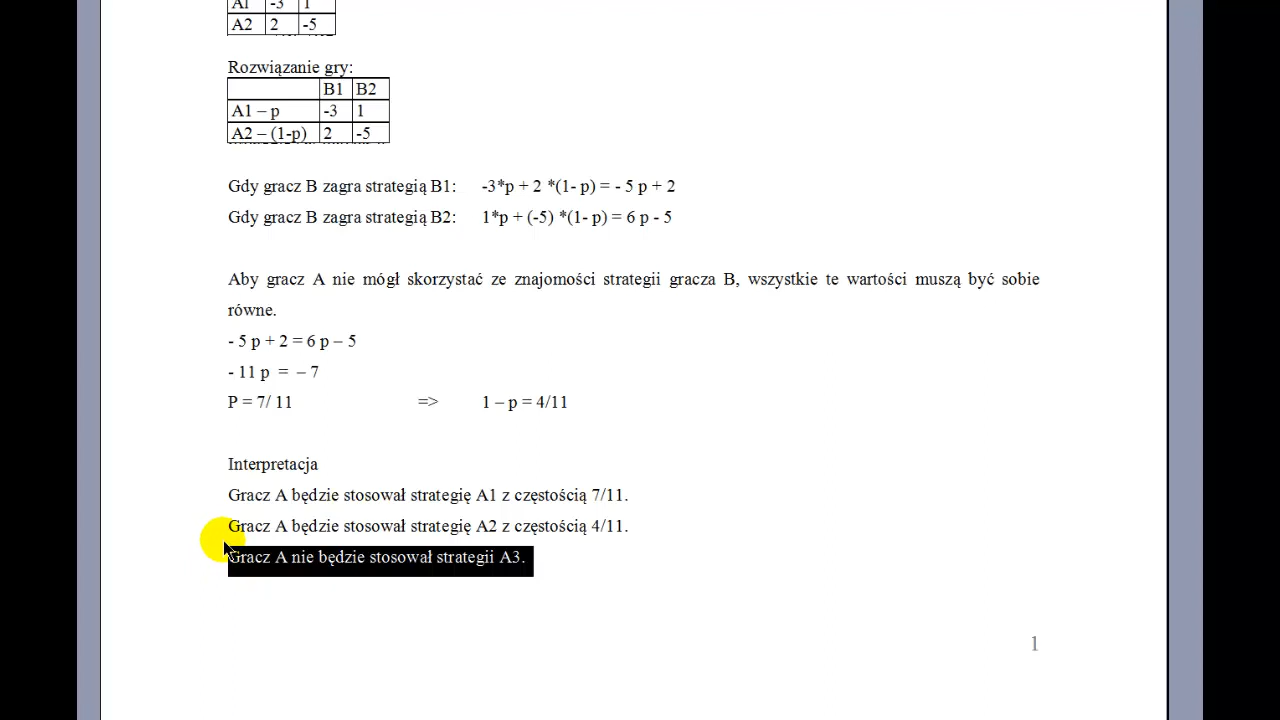 A1 -3 1
A2 2 -5
Rozwiązanie gry:
B1 B2
A1 – p -3 1
A2 – (1-p) 2 -5
Gdy gracz B zagra strategią B1: -3*p + 2 *(1- p) = - 5 p + 2
Gdy gracz B zagra strategią B2: 1*p + (-5) *(1- p) = 6 p - 5
Aby gracz A nie mógł skorzystać ze znajomości strategii gracza B, wszystkie te wartości muszą być sobie
równe.
- 5 p + 2 = 6 p – 5
- 11 p = – 7
P = 7/ 11 => 1 – p = 4/11
Interpretacja
Gracz A będzie stosował strategię A1 z częstością 7/11.
Gracz A będzie stosował strategię A2 z częstością 4/11.
Gracz A nie będzie stosował strategii A3.
1